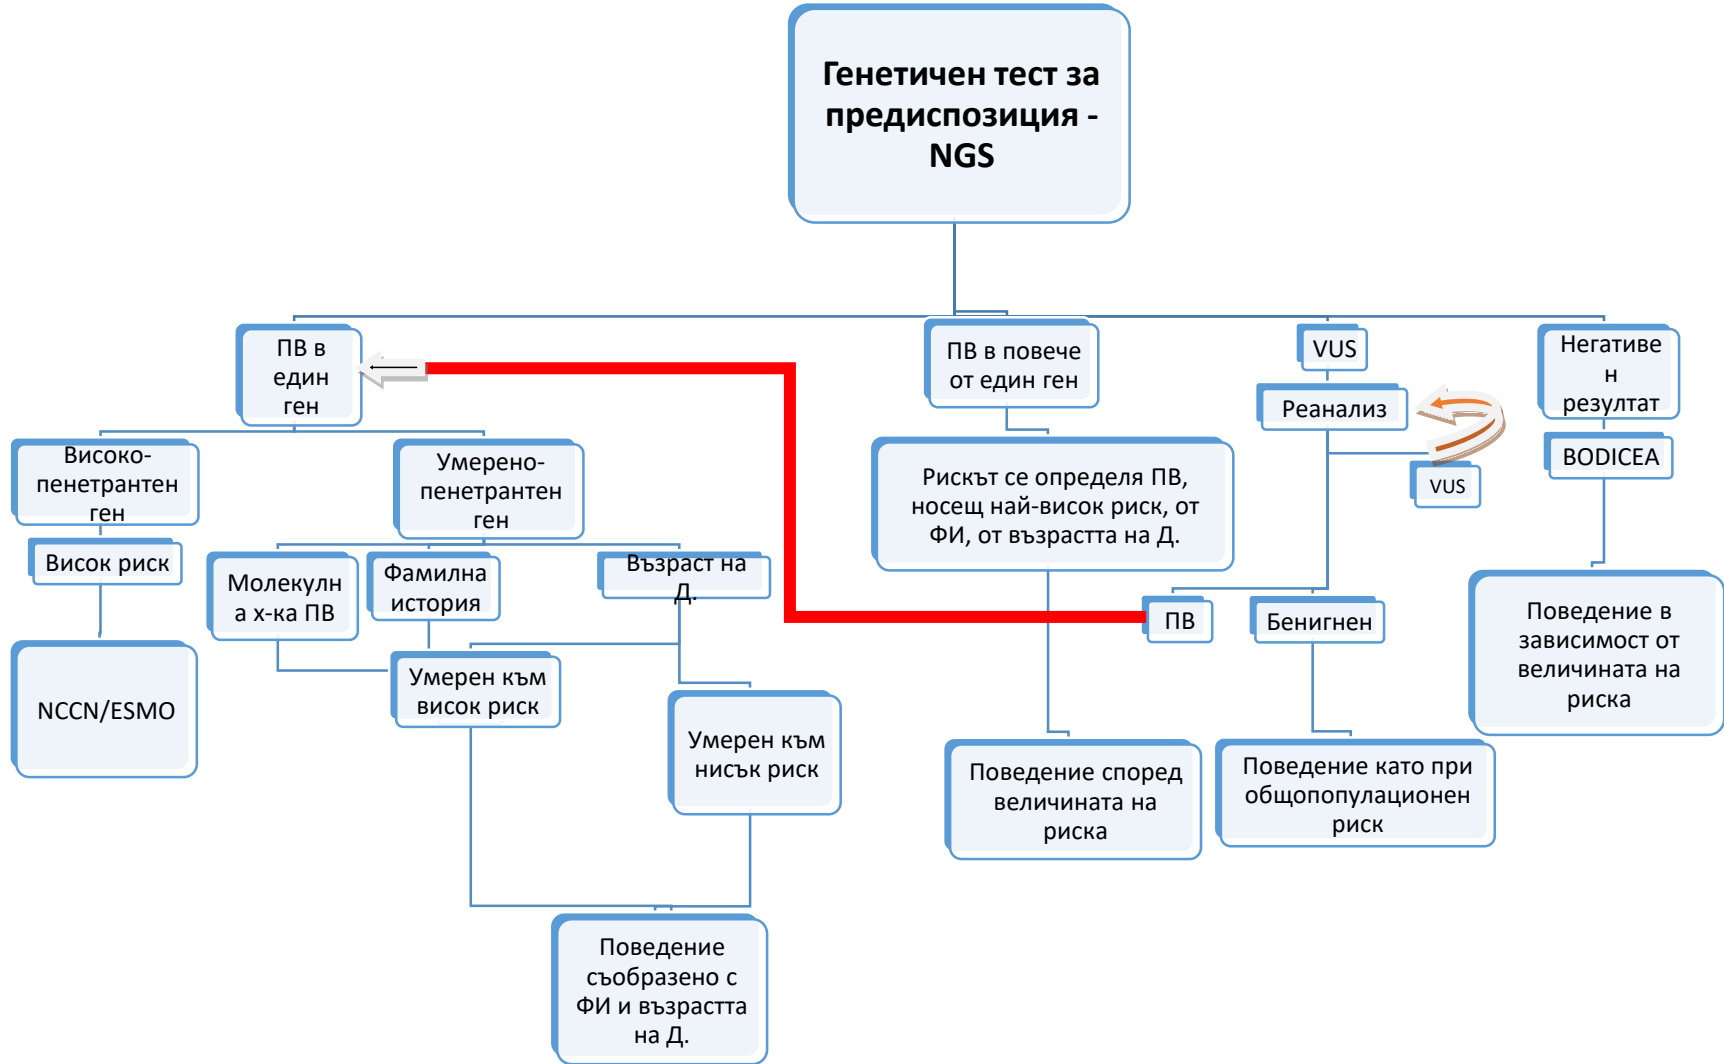 Генетичен тест за
предиспозиция -
NGS
ПВ в
един
ген
ПВ в повече
от един ген
VUS
Негативе
н
резултат
Реанализ
VUS
BODICEA
Високо-
пенетрантен
ген
Умерено-
пенетрантен
ген
Рискът се определя ПВ,
носещ най-висок риск, от
ФИ, от възрастта на Д.
Висок риск
Молекулн
а х-ка ПВ
Фамилна
история
Възраст на
Д.
ПВ
Бенигнен
Поведение в
зависимост от
величината на
риска
NCCN/ESMO
Умерен към
висок риск
Умерен към
нисък риск
Поведение според
величината на
риска
Поведение като при
общопопулационен
риск
Поведение
съобразено с
ФИ и възрастта
на Д.